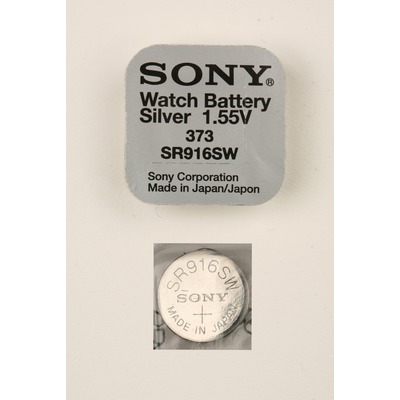 SONY®
Watch Battery
Silver 1.55V
373
SR916SW
Sony Corporation
Made in Japan/Japon
SR916SW
SONY
+
MADE IN JAPAN